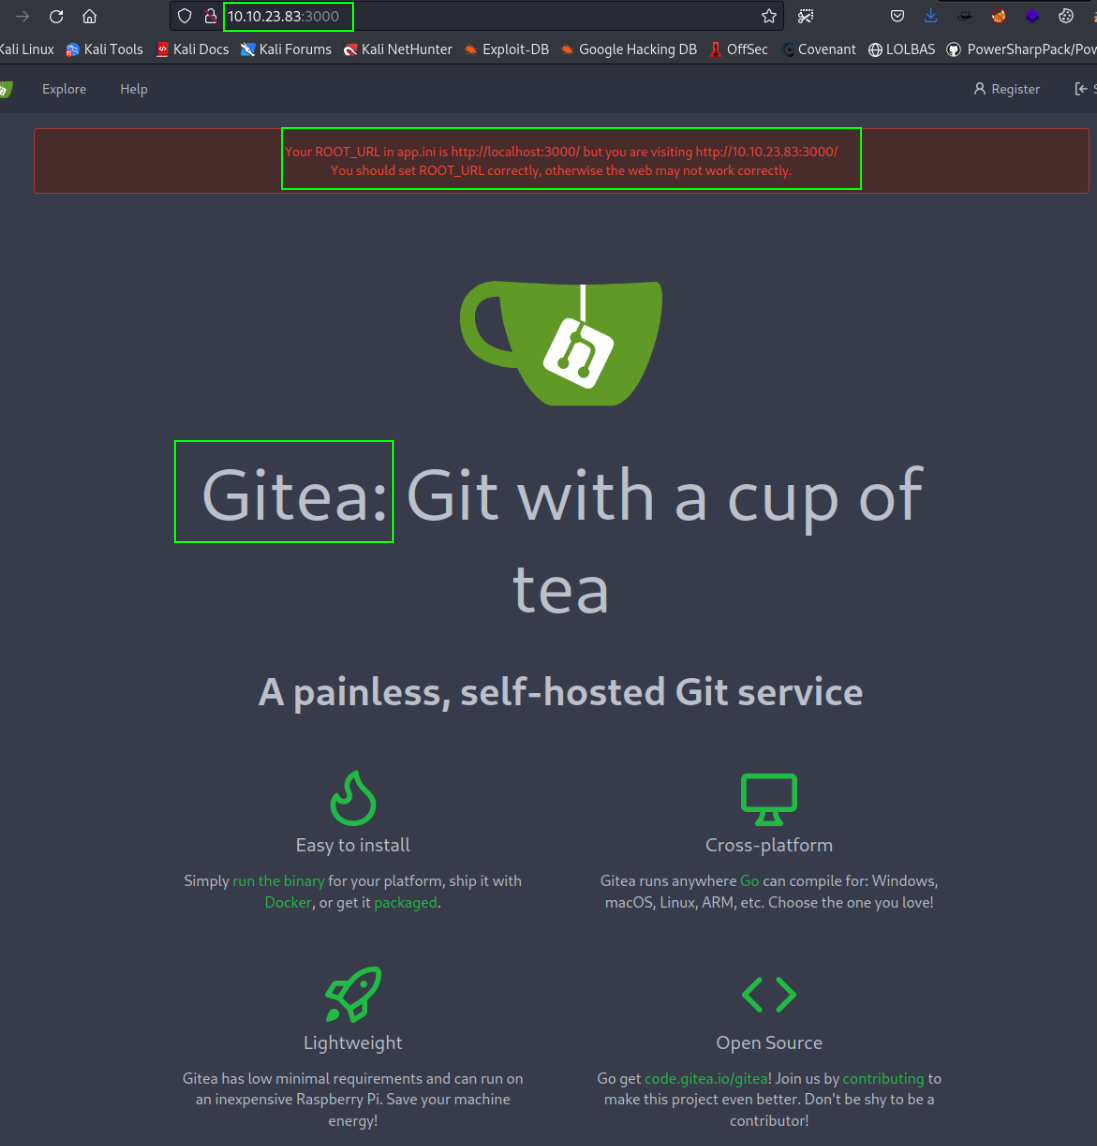 10.10.23.83:3000
Kali Linux Kali Tools Kali Docs Kali Forums Kali NetHunter Exploit-DB Google Hacking DB OffSec Covenant LOLBAS PowerSharpPack/Pow
Explore Help Register S
Your ROOT_URL in app.ini is http://localhost:3000/ but you are visiting http://10.10.23.83:3000/
You should set ROOT_URL correctly, otherwise the web may not work correctly.
Gitea: Git with a cup of
tea
A painless, self-hosted Git service
Easy to install
Simply run the binary for your platform, ship it with
Docker, or get it packaged.
Cross-platform
Gitea runs anywhere Go can compile for: Windows,
macOS, Linux, ARM, etc. Choose the one you love!
Lightweight
Gitea has low minimal requirements and can run on
an inexpensive Raspberry Pi. Save your machine
energy!
Open Source
Go get code.gitea.io/gitea! Join us by contributing to
make this project even better. Don't be shy to be a
contributor!